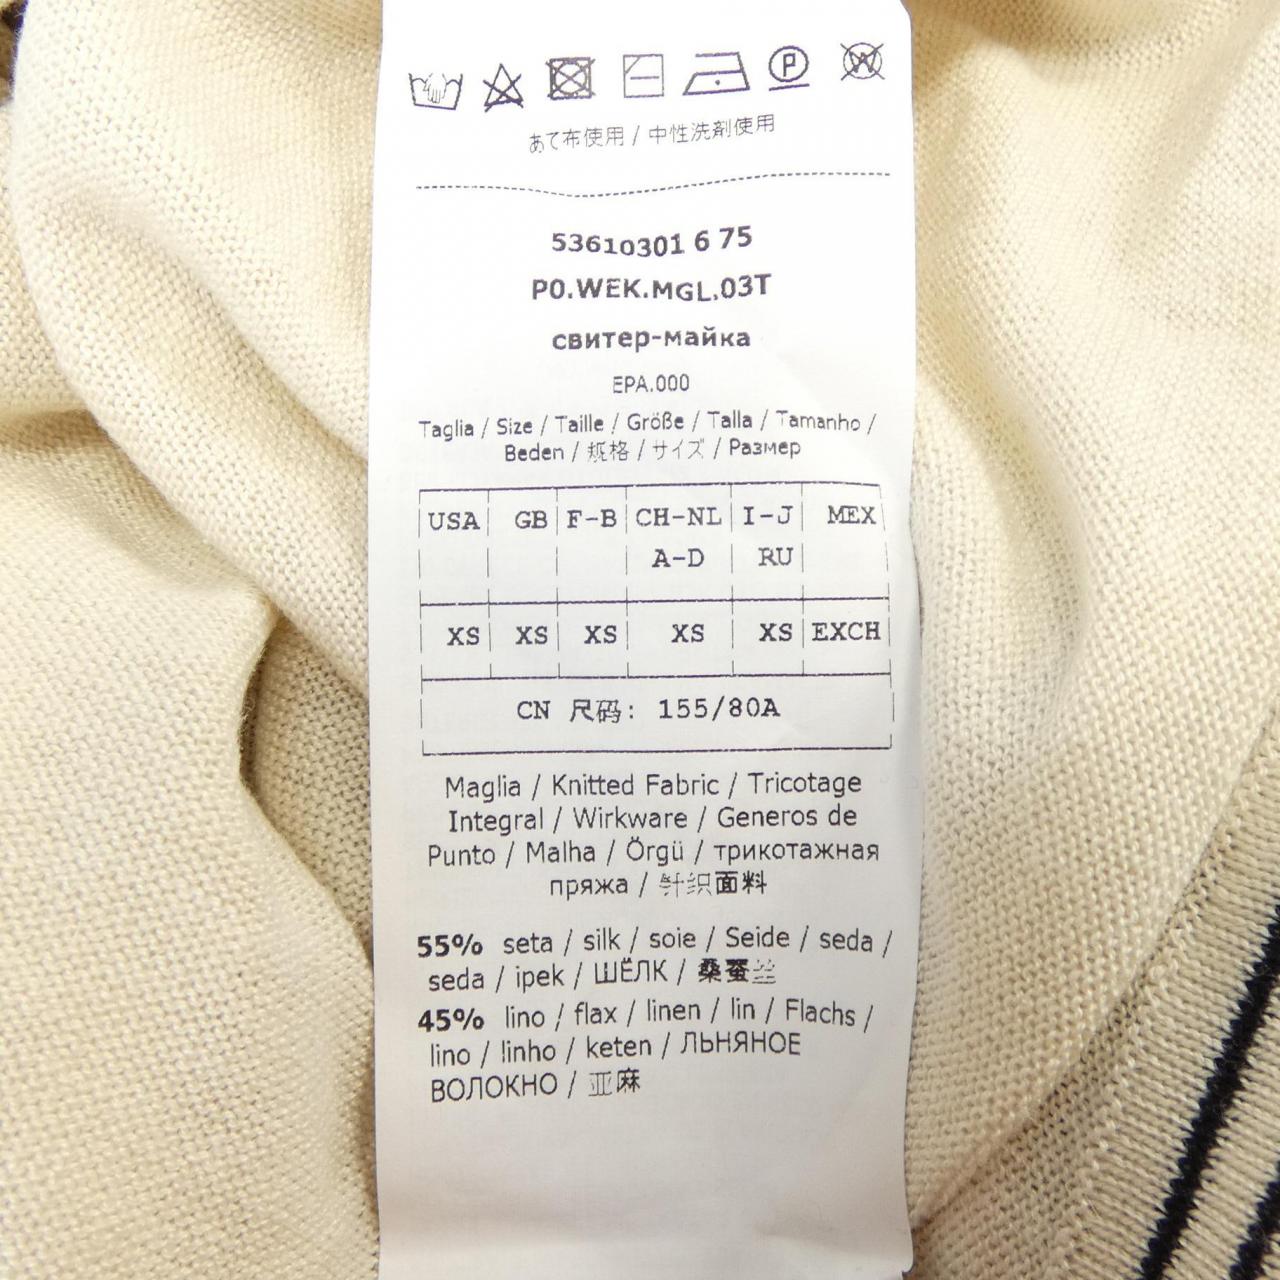 P
W
あて布使用 / 中性洗剤使用
53610301 6 75
P0.WEK.MGL.03T
свитер-майка
EPA.000
Taglia / Size / Taille / Größe / Talla / Tamanho /
Beden / 规格 / サイズ / Размер
USA GB F-B CH-NL I-J MEX
A-D RU
XS XS XS XS XS EXCH
CN 尺码: 155/80A
Maglia / Knitted Fabric / Tricotage
Integral / Wirkware / Generos de
Punto / Malha / Örgü / трикотажная
пряжа / 针织面料
55% seta / silk / soie / Seide / seda /
seda / ipek / ШЁЛК / 桑蚕丝
45% lino / flax / linen / lin / Flachs /
lino / linho / keten / ЛЬНЯНОЕ
ВОЛОКНО / 亚麻